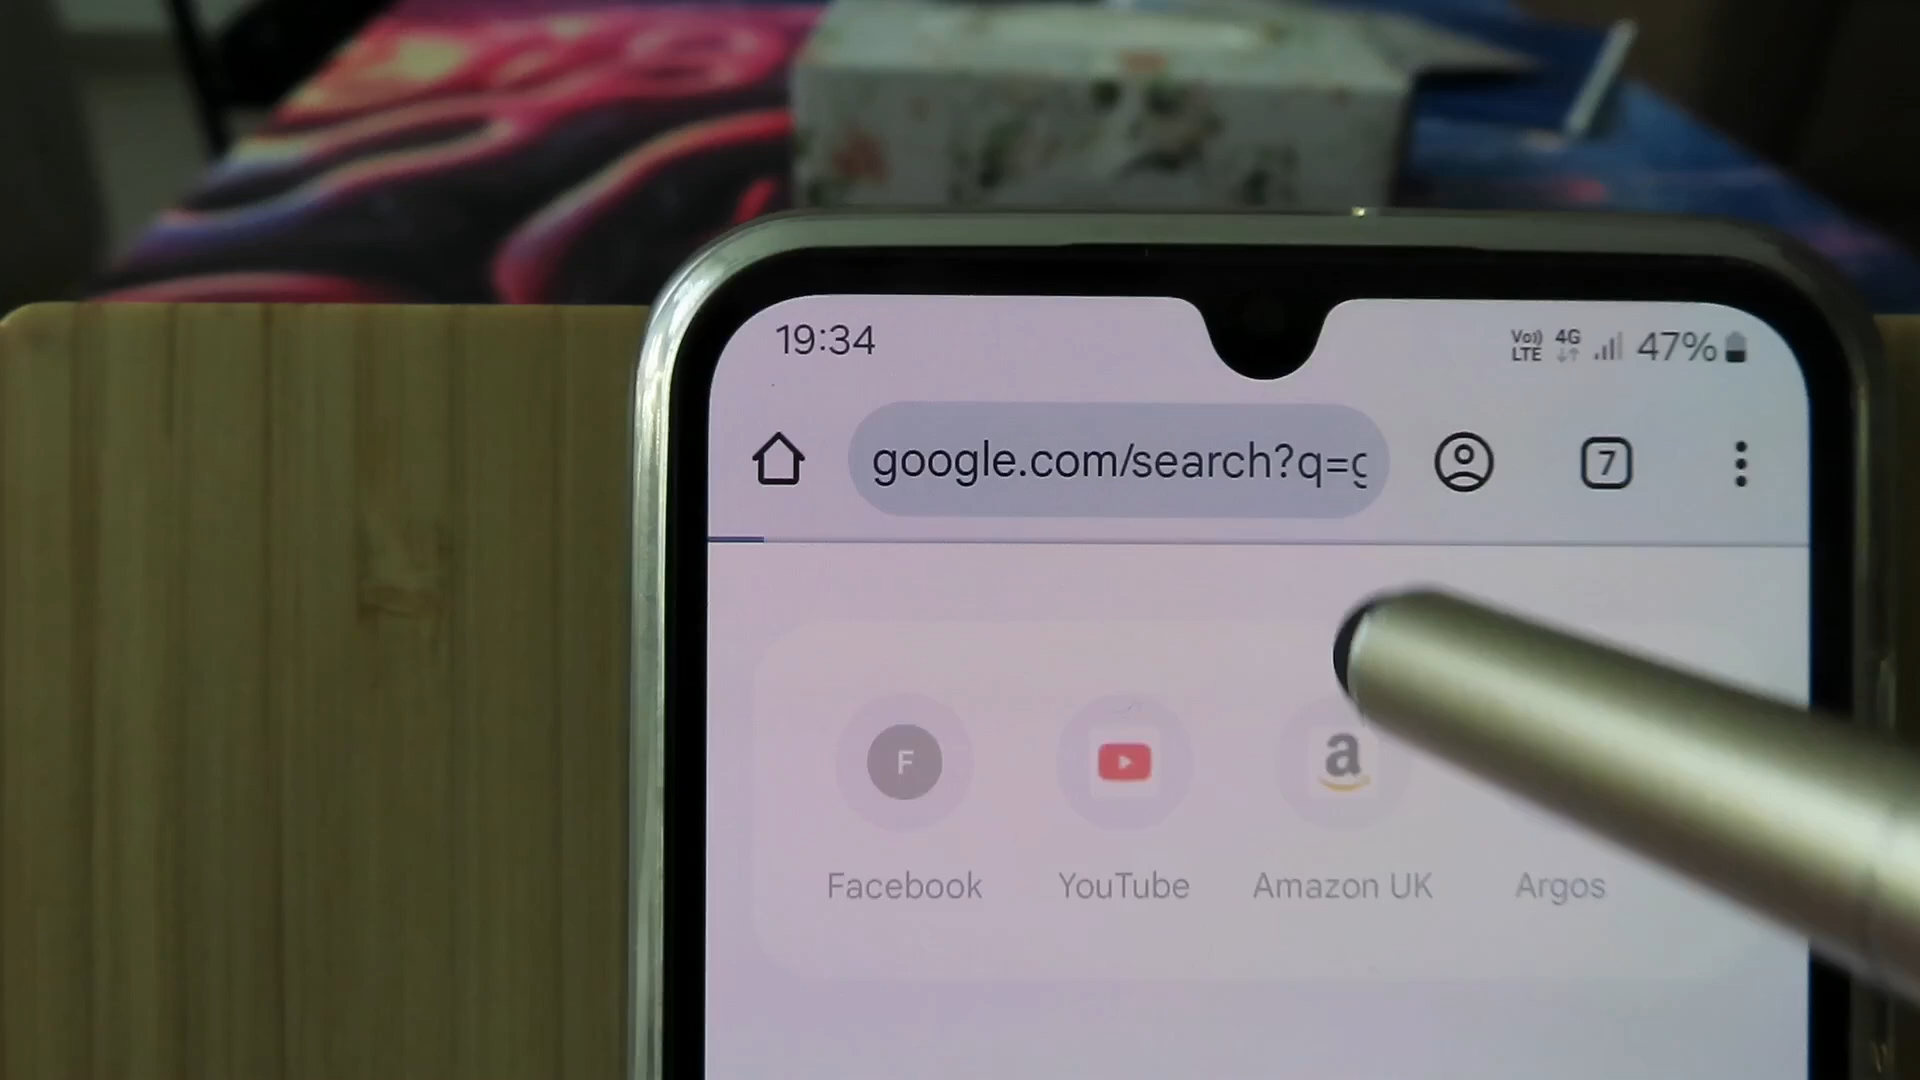 19:34 Vo)) LTE 4G 47%
google.com/search?q=g
7
F
a
Facebook YouTube Amazon UK Argos